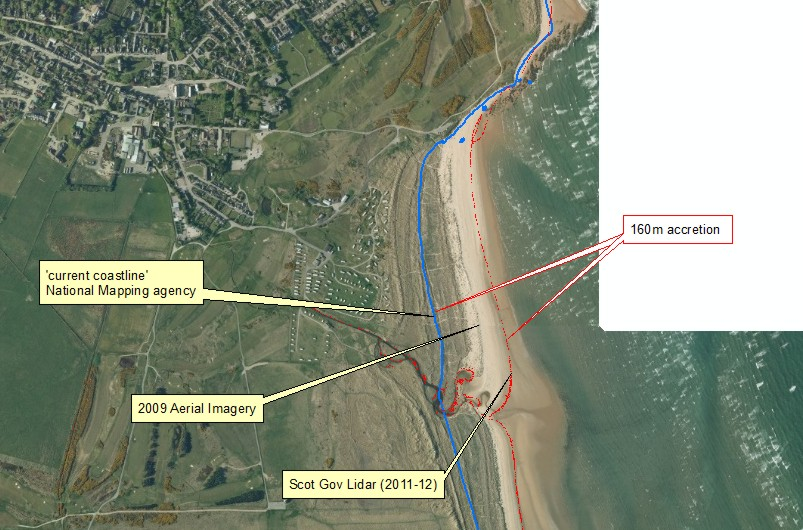 160m accretion
'current coastline'
National Mapping agency
2009 Aerial Imagery
Scot Gov Lidar (2011-12)